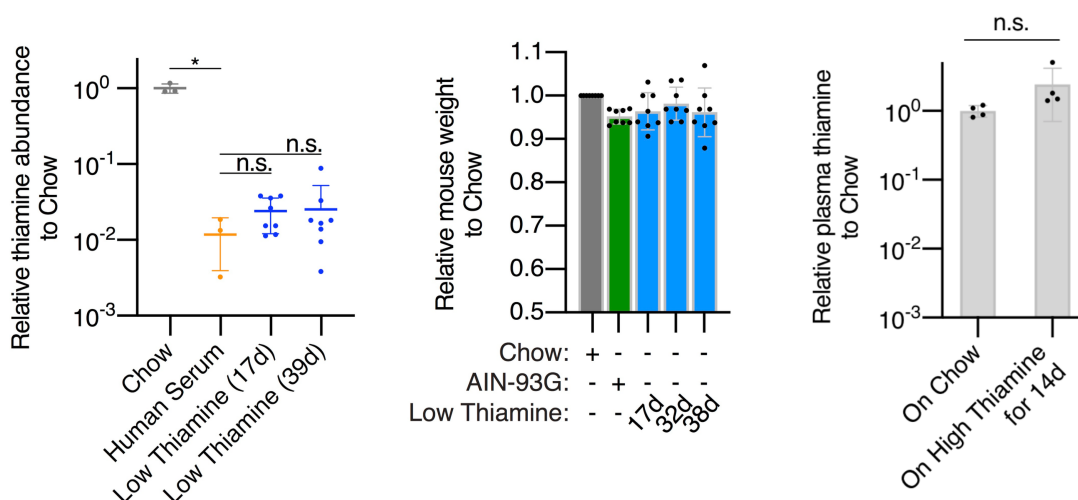 Relative thiamine abundance
to Chow
10^0
10^-1
10^-2
10^-3
*
n.s.
n.s.
Chow
Human Serum
Low Thiamine (17d)
Low Thiamine (39d)
Relative mouse weight
to Chow
1.1
1.0
0.9
0.8
0.7
0.6
0.5
Chow: + - - - -
AIN-93G: - + - - -
Low Thiamine: - - 17d 32d 38d
Relative plasma thiamine
to Chow
n.s.
10^0
10^-1
10^-2
10^-3
On Chow
On High Thiamine
for 14d